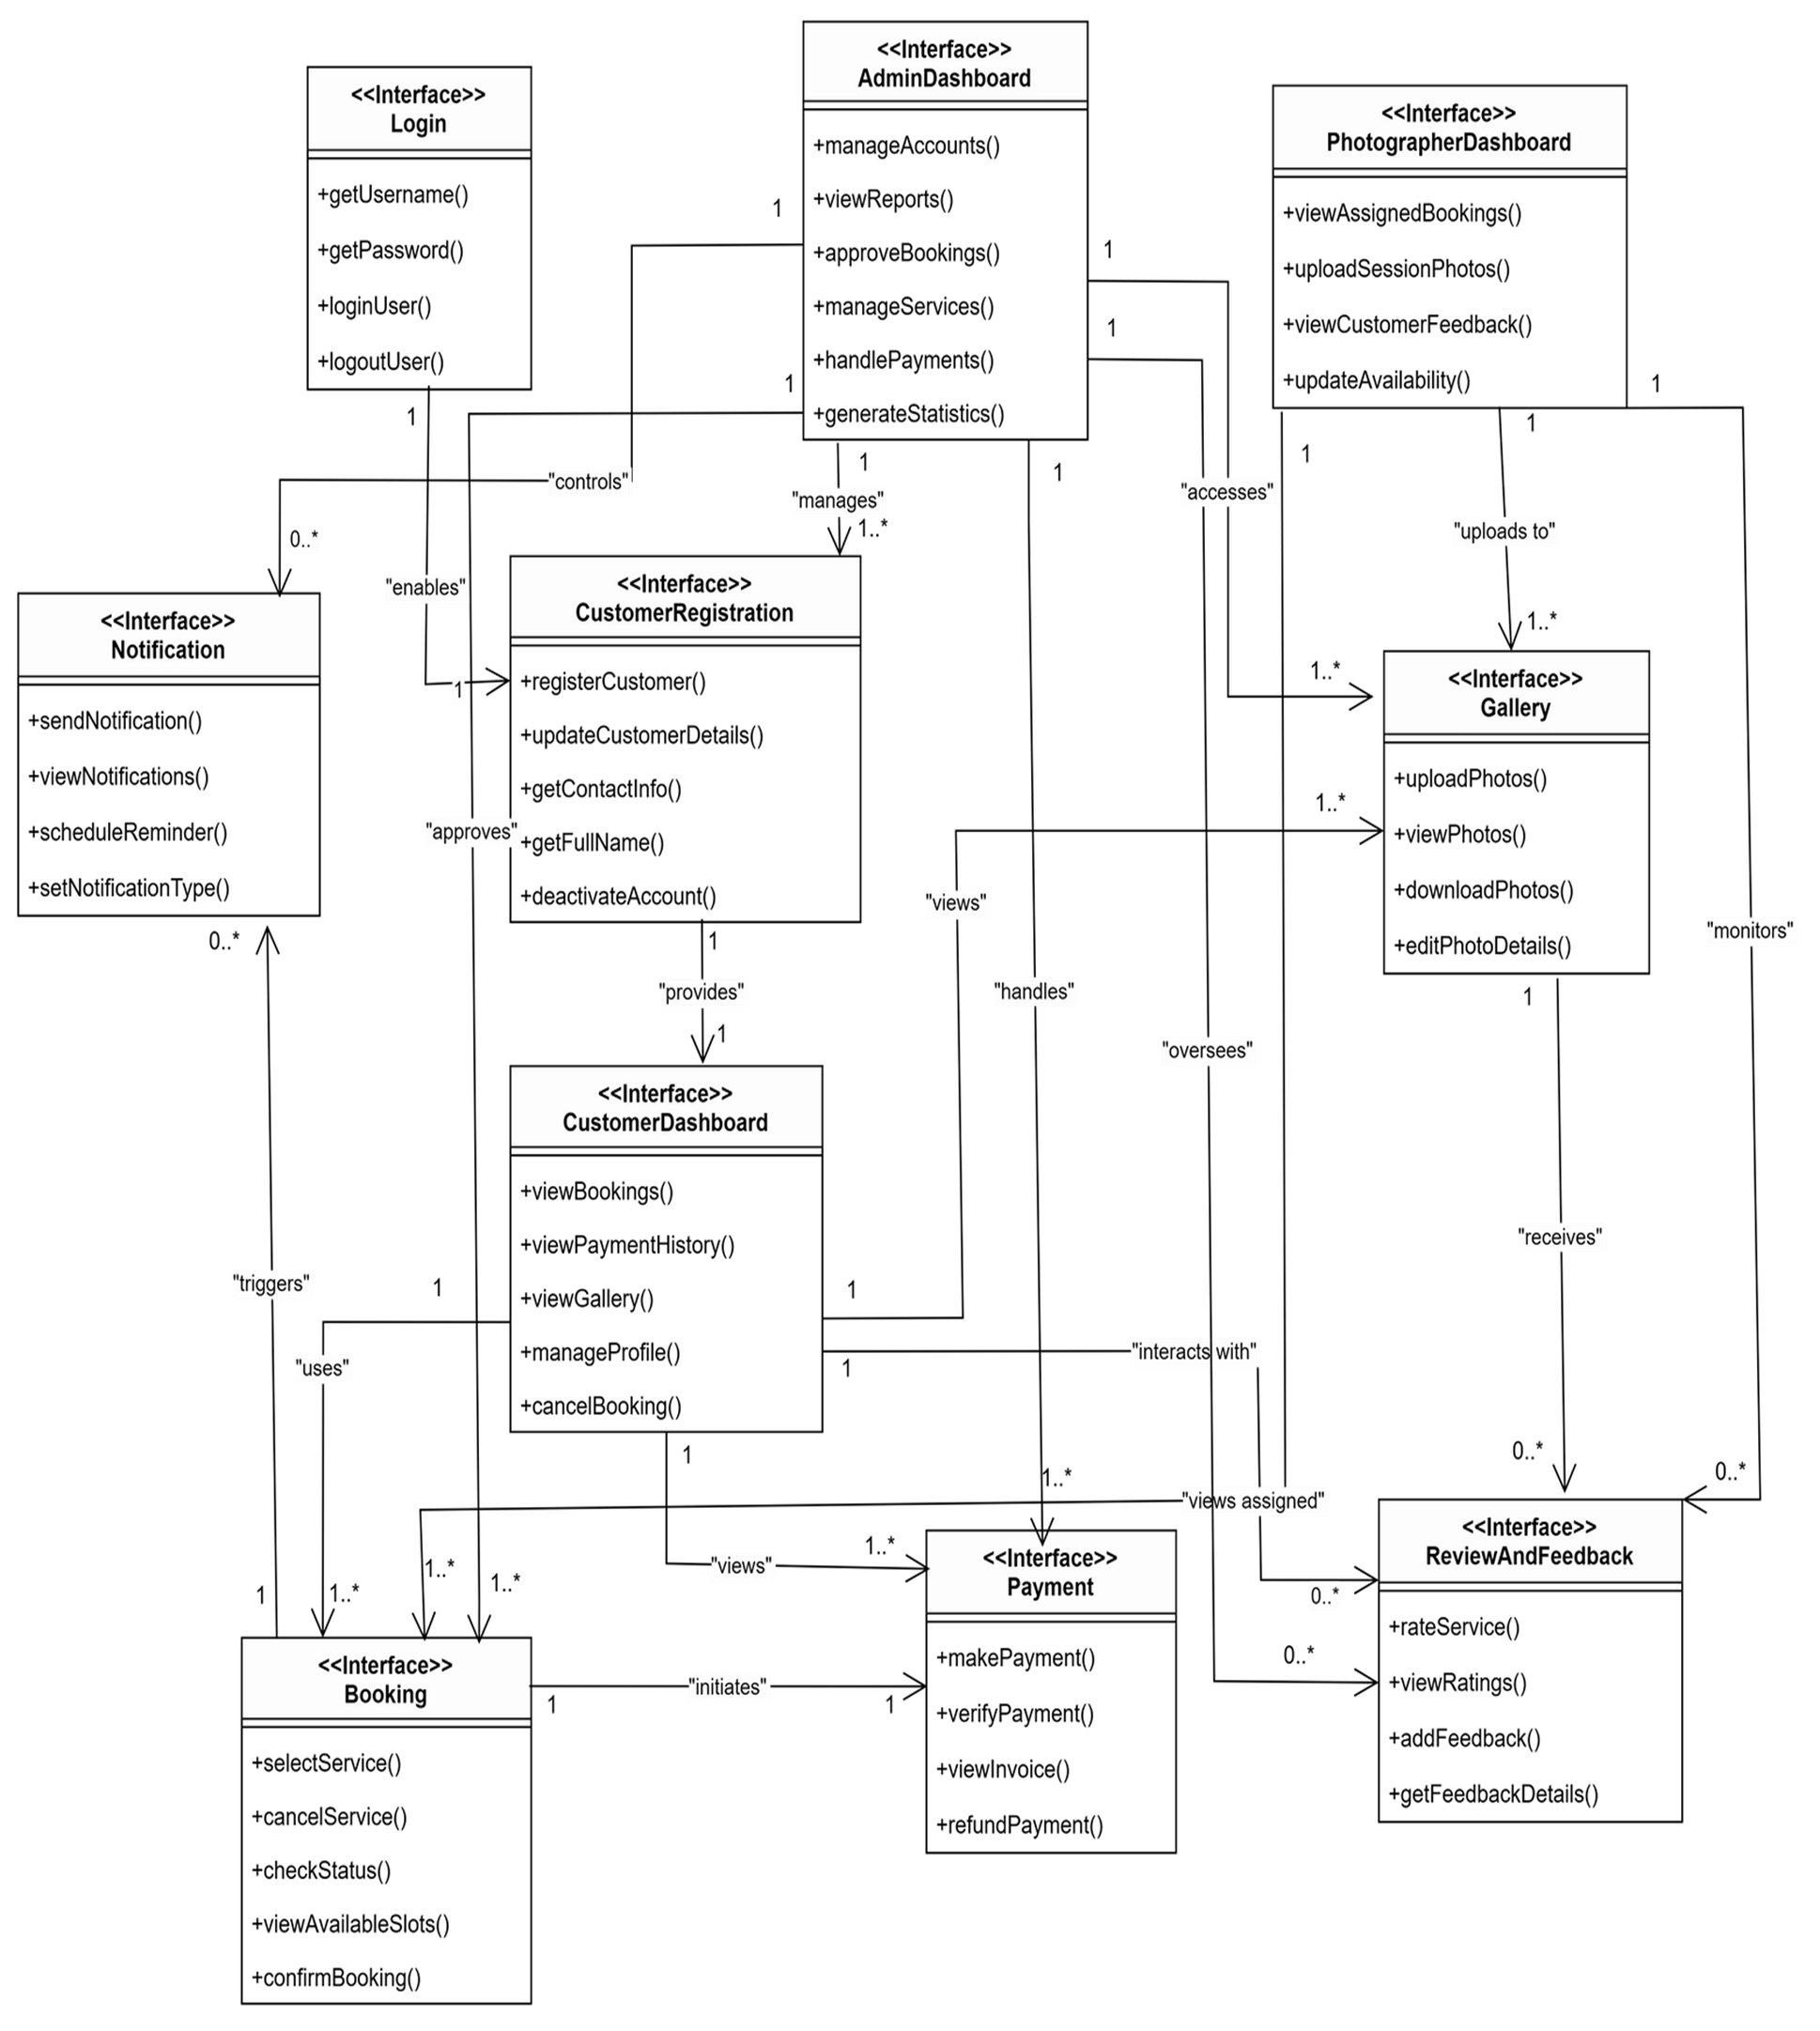 <<Interface>>
AdminDashboard
+manageAccounts()
+viewReports()
+approveBookings()
+manageServices()
+handlePayments()
+generateStatistics()
<<Interface>>
Login
+getUsername()
+getPassword()
+loginUser()
+logoutUser()
<<Interface>>
PhotographerDashboard
+viewAssignedBookings()
+uploadSessionPhotos()
+viewCustomerFeedback()
+updateAvailability()
1
1
1
1
1
1
1
1
1
1
"controls"
"manages"
"accesses"
"uploads to"
0..*
1..*
"enables"
1
1..*
1..*
<<Interface>>
Notification
+sendNotification()
+viewNotifications()
+scheduleReminder()
+setNotificationType()
<<Interface>>
CustomerRegistration
+registerCustomer()
+updateCustomerDetails()
+getContactInfo()
+getFullName()
+deactivateAccount()
<<Interface>>
Gallery
+uploadPhotos()
+viewPhotos()
+downloadPhotos()
+editPhotoDetails()
"approves"
1..*
"views"
"monitors"
0..*
1
"provides"
1
"handles"
1
"oversees"
<<Interface>>
CustomerDashboard
+viewBookings()
+viewPaymentHistory()
+viewGallery()
+manageProfile()
+cancelBooking()
"triggers"
1
"uses"
1
1
"interacts with"
"receives"
1
1..*
0..*
0..*
"views assigned"
1
1..*
1..*
1..*
"views"
1..*
0..*
0..*
<<Interface>>
Payment
+makePayment()
+verifyPayment()
+viewInvoice()
+refundPayment()
<<Interface>>
ReviewAndFeedback
+rateService()
+viewRatings()
+addFeedback()
+getFeedbackDetails()
<<Interface>>
Booking
+selectService()
+cancelService()
+checkStatus()
+viewAvailableSlots()
+confirmBooking()
1
"initiates"
1